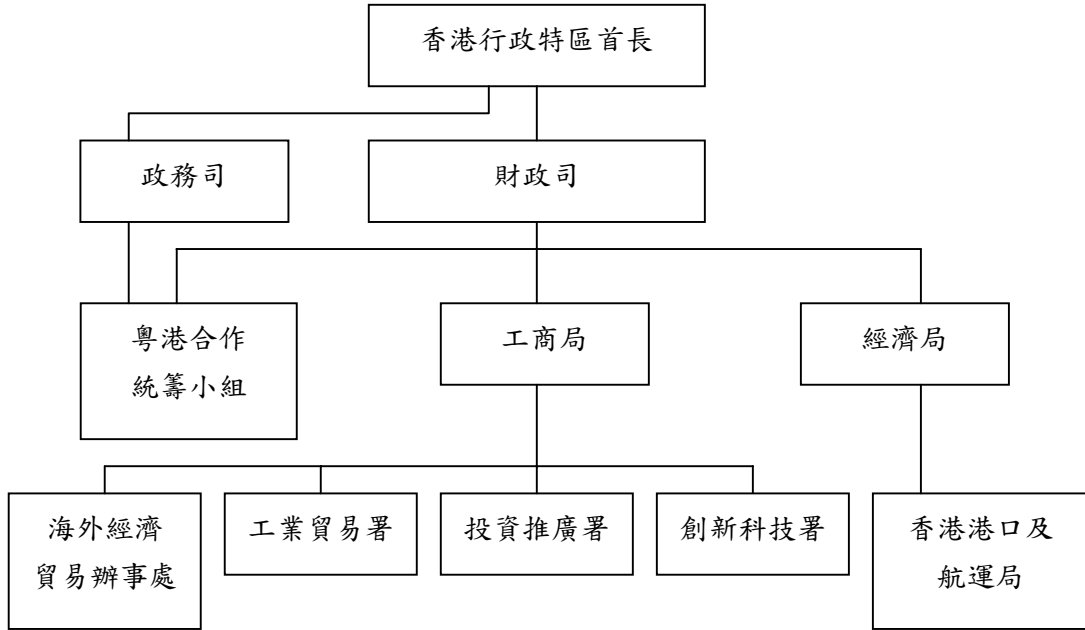 香港行政特區首長
政務司
財政司
粵港合作
統籌小組
工商局
經濟局
海外經濟
貿易辦事處
工業貿易署
投資推廣署
創新科技署
香港港口及
航運局